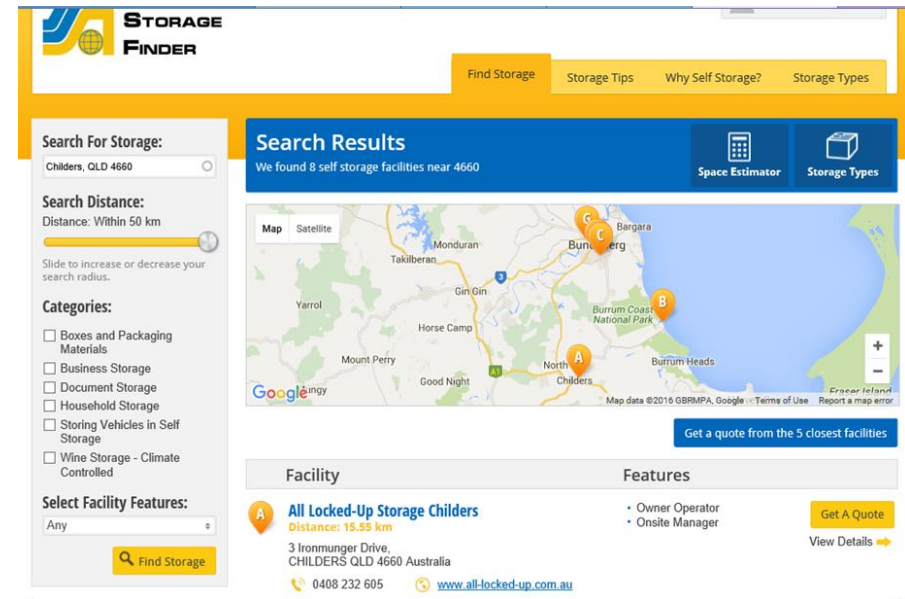 STORAGE
FINDER
Find Storage
Storage Tips
Why Self Storage?
Storage Types
Search For Storage:
Childers, QLD 4660
Search Distance:
Distance: Within 50 km
Slide to increase or decrease your
search radius.
Categories:
Boxes and Packaging
Materials
Business Storage
Document Storage
Household Storage
Storing Vehicles in Self
Storage
Wine Storage - Climate
Controlled
Select Facility Features:
Any
Find Storage
Search Results
We found 8 self storage facilities near 4660
Space Estimator
Storage Types
Map
Satellite
Monduran
Takilberan
Bargara
G
C
Gin Gin
3
Yarrol
Burrum Coast
National Park
B
Horse Camp
Mount Perry
North
A
Burrum Heads
Good Night
A1
Childers
Google
Map data ©2016 GBRMPA, Google
Terms of Use
Report a map error
Fraser Island
+
−
Get a quote from the 5 closest facilities
Facility
Features
A
All Locked-Up Storage Childers
Distance: 15.55 km
3 Ironmunger Drive,
CHILDERS QLD 4660 Australia
0408 232 605
www.all-locked-up.com.au
• Owner Operator
• Onsite Manager
Get A Quote
View Details